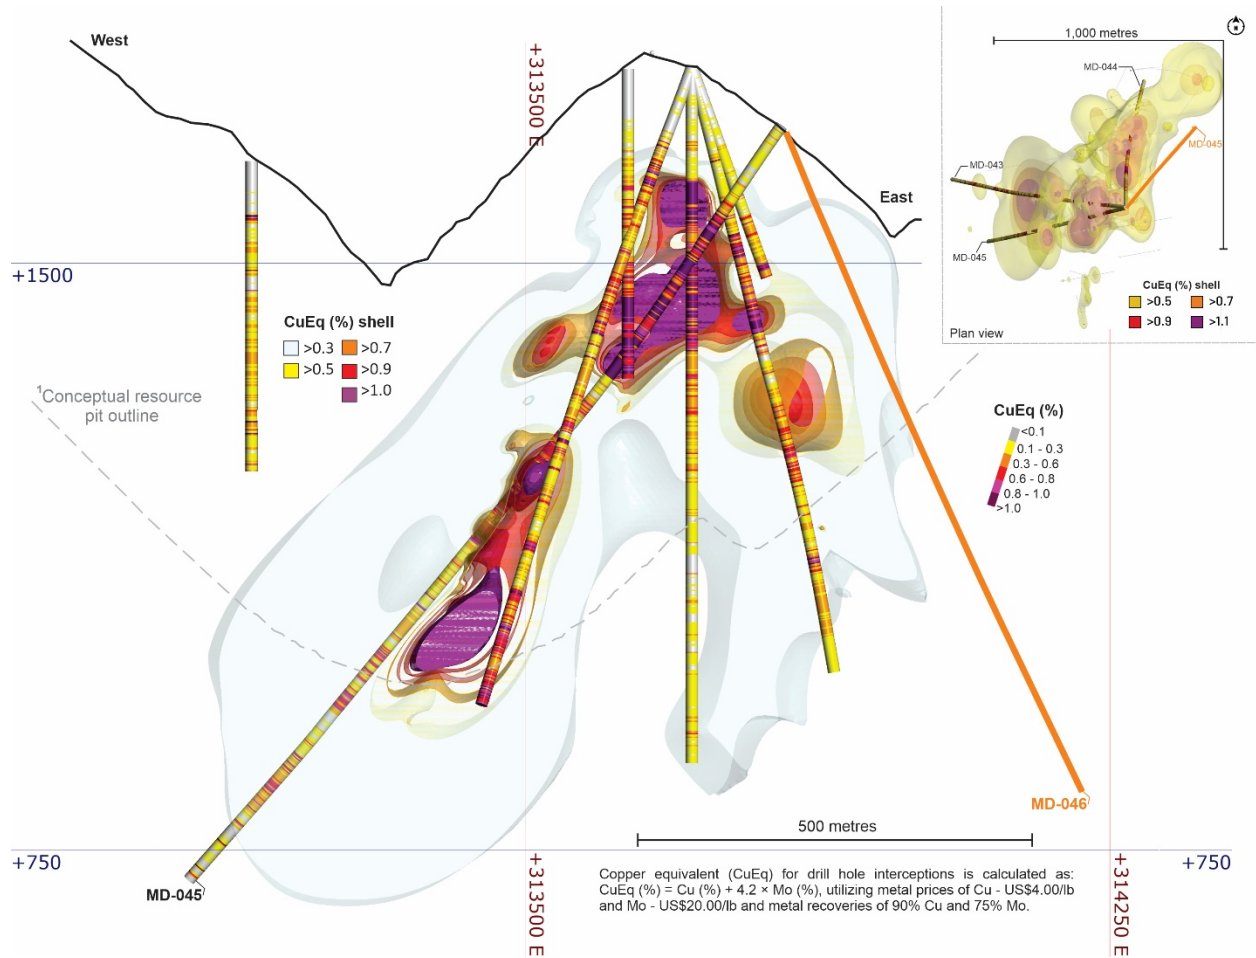 West
+313500 E
1,000 metres
MD-044
MD-043
MD-045
MD-045
CuEq (%) shell
>0.5
>0.7
>0.9
>1.1
Plan view
East
+1500
CuEq (%) shell
>0.3
>0.7
>0.5
>0.9
>1.0
1Conceptual resource
pit outline
CuEq (%)
<0.1
0.1 - 0.3
0.3 - 0.6
0.6 - 0.8
0.8 - 1.0
>1.0
MD-046
500 metres
+750
+750
MD-045
+313500 E
+314250 E
Copper equivalent (CuEq) for drill hole interceptions is calculated as:
CuEq (%) = Cu (%) + 4.2 × Mo (%), utilizing metal prices of Cu - US$4.00/lb
and Mo - US$20.00/lb and metal recoveries of 90% Cu and 75% Mo.